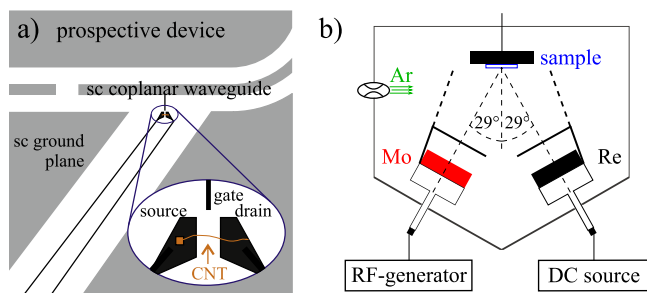 a)
prospective device
sc coplanar waveguide
sc ground
plane
gate
source
drain
CNT
b)
sample
Ar
29° 29°
Mo
Re
RF-generator
DC source